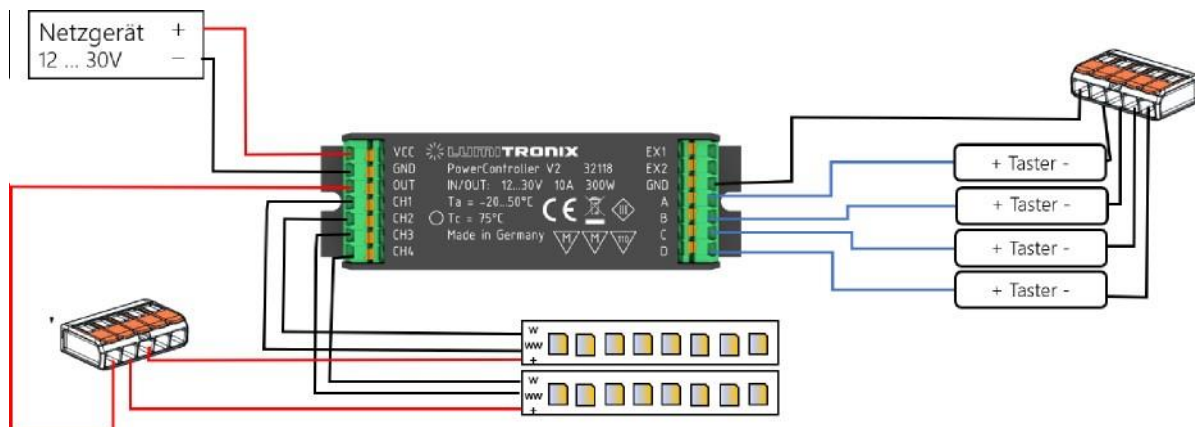 Netzgerät +
12 ... 30V −
VCC
GND
OUT
CH1
CH2
CH3
CH4
LUMITRONIX
PowerController V2 32118
IN/OUT: 12...30V 10A 300W
Ta = -20..50°C
Tc = 75°C
Made in Germany
CE
III
M
M
110
EX1
EX2
GND
A
B
C
D
+ Taster -
+ Taster -
+ Taster -
+ Taster -
W
WW
+
W
WW
+